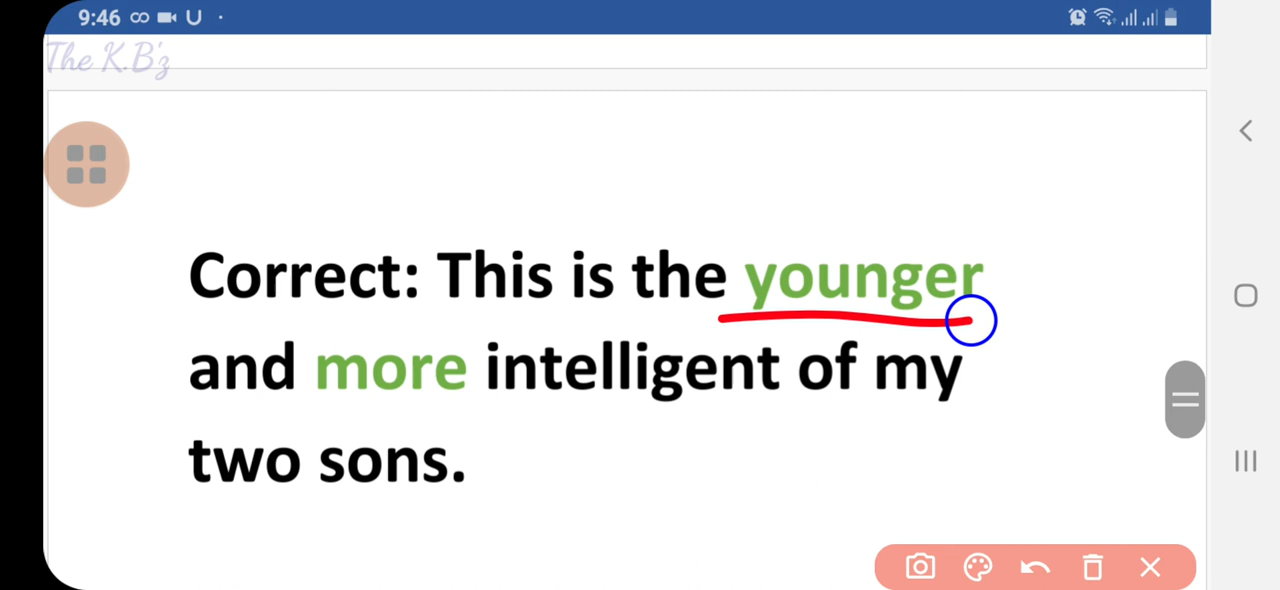 9:46
The K.B'z
Correct: This is the younger
and more intelligent of my
two sons.